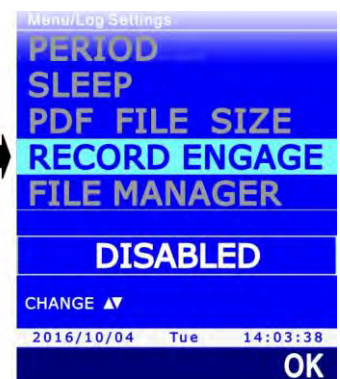 Menu/Log Settings
PERIOD
SLEEP
PDF FILE SIZE
RECORD ENGAGE
FILE MANAGER
DISABLED
CHANGE ▲▼
2016/10/04 Tue 14:03:38
OK